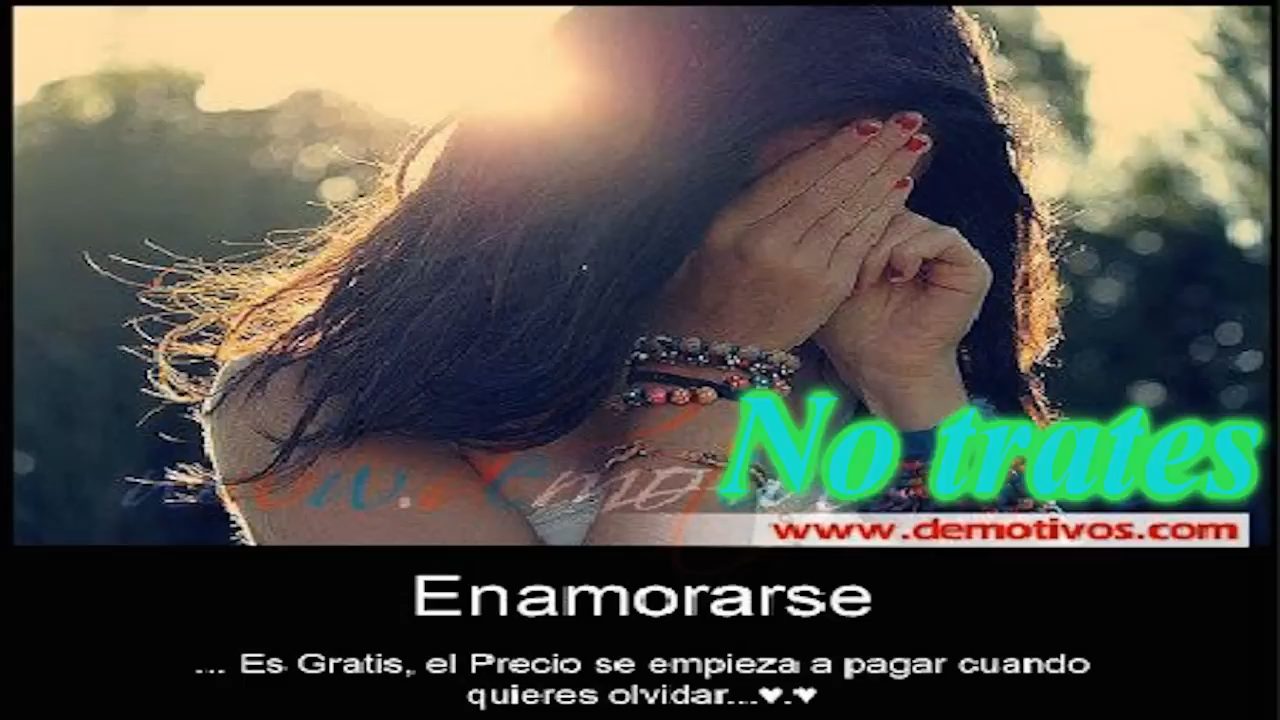 No trates
www.demotivos.com
Enamorarse
... Es Gratis, el Precio se empieza a pagar cuando
quieres olvidar...❤.❤